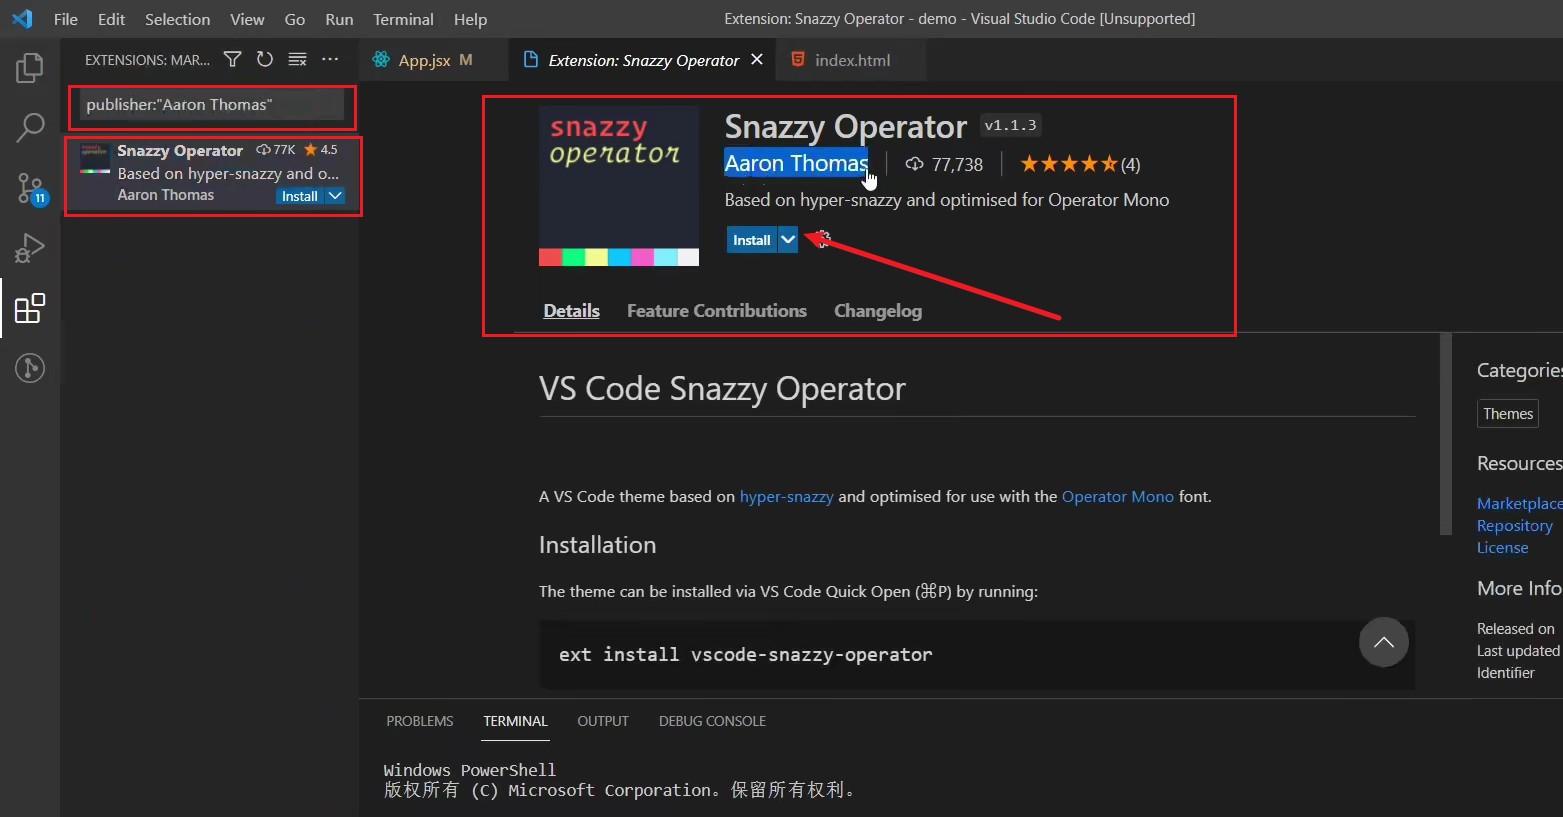 File Edit Selection View Go Run Terminal Help
Extension: Snazzy Operator - demo - Visual Studio Code [Unsupported]
EXTENSIONS: MAR...
App.jsx M
Extension: Snazzy Operator
index.html
publisher:"Aaron Thomas"
Snazzy Operator 77K 4.5
Based on hyper-snazzy and o...
Aaron Thomas Install
11
snazzy
operator
Snazzy Operator v1.1.3
Aaron Thomas 77,738 (4)
Based on hyper-snazzy and optimised for Operator Mono
Install
Details Feature Contributions Changelog
VS Code Snazzy Operator
A VS Code theme based on hyper-snazzy and optimised for use with the Operator Mono font.
Installation
The theme can be installed via VS Code Quick Open (⌘P) by running:
ext install vscode-snazzy-operator
Categories
Themes
Resources
Marketplace
Repository
License
More Info
Released on
Last updated
Identifier
PROBLEMS TERMINAL OUTPUT DEBUG CONSOLE
Windows PowerShell
版权所有 (C) Microsoft Corporation。保留所有权利。